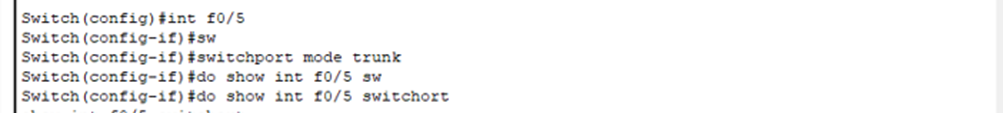 Switch(config)#int f0/5
Switch(config-if)#sw
Switch(config-if)#switchport mode trunk
Switch(config-if)#do show int f0/5 sw
Switch(config-if)#do show int f0/5 switchort